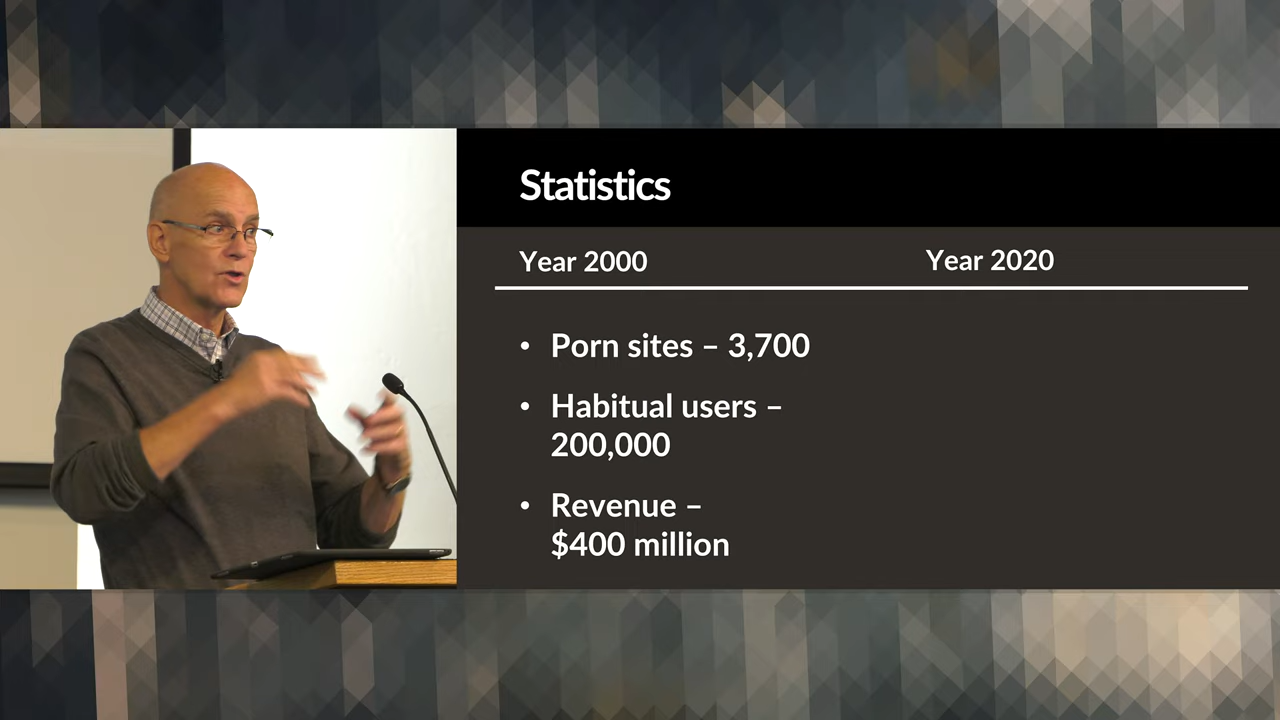 Statistics
Year 2000
Year 2020
• Porn sites – 3,700
• Habitual users –
200,000
• Revenue –
$400 million